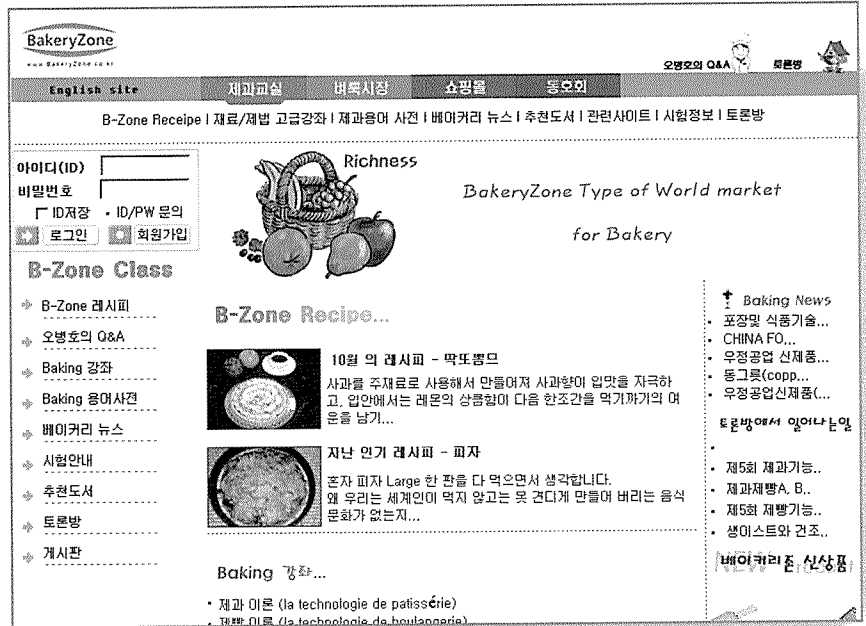 BakeryZone
www.BakeryZone.co.kr
오병호의 Q&A
토론방
English site
제과교실
벼룩시장
쇼핑몰
동호회
B-Zone Receipe | 재료/제법 고급강좌 | 제과용어 사전 | 베이커리 뉴스 | 추천도서 | 관련사이트 | 시험정보 | 토론방
아이디(ID)
비밀번호
ID저장 • ID/PW 문의
로그인
회원가입
Richness
BakeryZone Type of World market
for Bakery
B-Zone Class
B-Zone 레시피
오병호의 Q&A
Baking 강좌
Baking 용어사전
베이커리 뉴스
시험안내
추천도서
토론방
게시판
B-Zone Recipe...
10월 의 레시피 - 딱또뽐므
사과를 주재료로 사용해서 만들어져 사과향이 입맛을 자극하
고, 입안에서는 레몬의 상큼함이 다음 한조간을 먹기까기의 여
운을 남기...
지난 인기 레시피 - 피자
혼자 피자 Large 한 판을 다 먹으면서 생각합니다.
왜 우리는 세계인이 먹지 않고는 못 견디게 만들어 버리는 음식
문화가 없는지...
Baking 강좌...
• 제과 이론 (la technologie de patissérie)
• 제빵 이론 (la technologie de boulangerie)
Baking News
• 포장및 식품기술...
• CHINA FO...
• 우정공업 신제품...
• 동그릇(copp...
• 우정공업신제품(...
토론방에서 일어나는일
• 제5회 제과기능..
• 제과제빵A, B..
• 제5회 제빵기능..
• 생이스트와 건조..
베이커리존 신상품
NEW